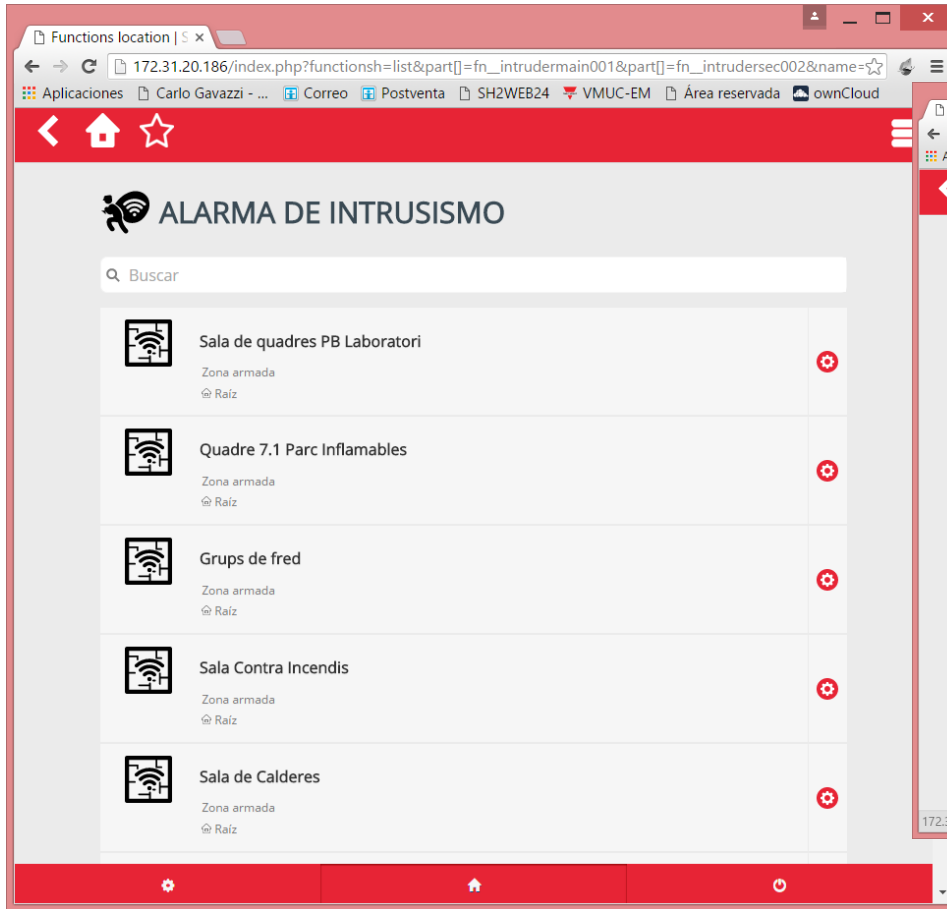 Functions location | S
172.31.20.186/index.php?functionsh=list&part[]=fn__intrudermain001&part[]=fn__intrudersec002&name=
Aplicaciones Carlo Gavazzi - ... Correo Postventa SH2WEB24 VMUC-EM Área reservada ownCloud
ALARMA DE INTRUSISMO
Buscar
Sala de quadres PB Laboratori
Zona armada
Raíz
Quadre 7.1 Parc Inflamables
Zona armada
Raíz
Grups de fred
Zona armada
Raíz
Sala Contra Incendis
Zona armada
Raíz
Sala de Calderes
Zona armada
Raíz
172.3